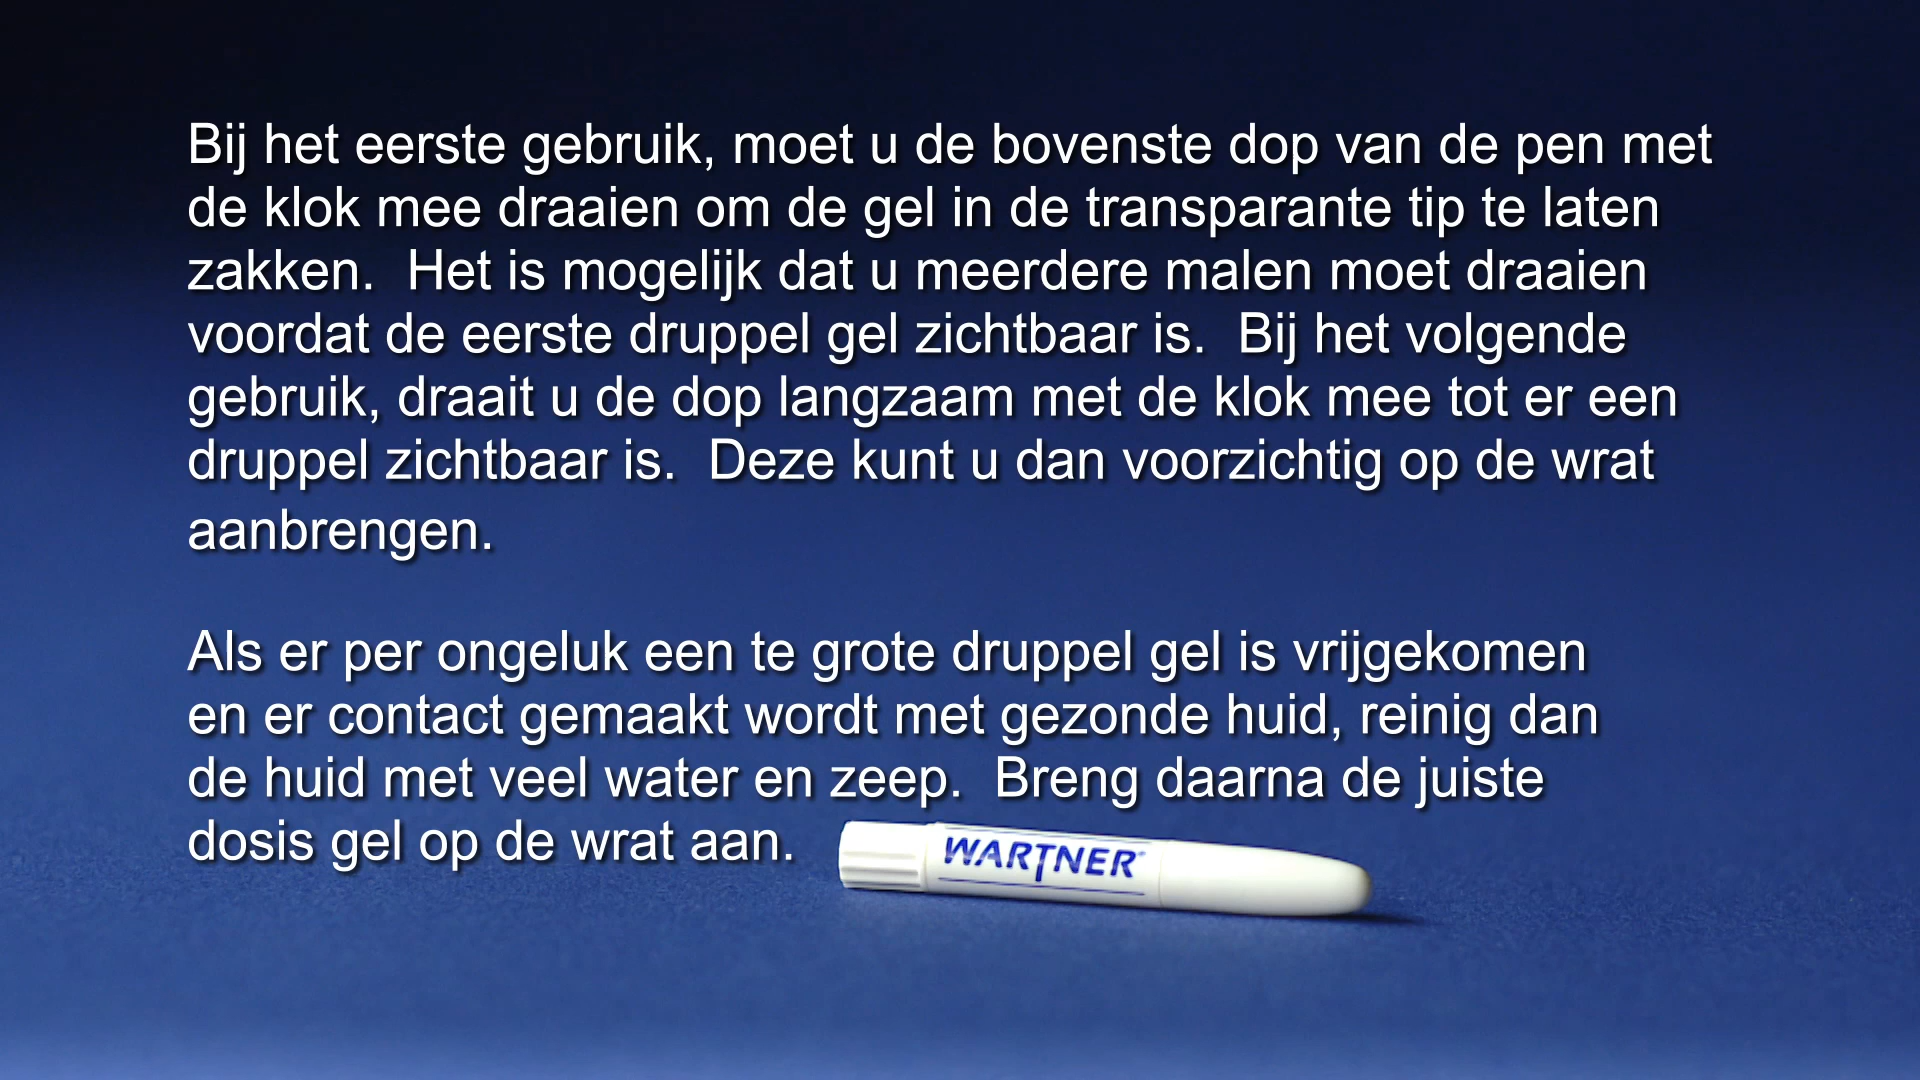 Bij het eerste gebruik, moet u de bovenste dop van de pen met
de klok mee draaien om de gel in de transparante tip te laten
zakken.  Het is mogelijk dat u meerdere malen moet draaien
voordat de eerste druppel gel zichtbaar is.  Bij het volgende
gebruik, draait u de dop langzaam met de klok mee tot er een
druppel zichtbaar is.  Deze kunt u dan voorzichtig op de wrat
aanbrengen.
Als er per ongeluk een te grote druppel gel is vrijgekomen
en er contact gemaakt wordt met gezonde huid, reinig dan
de huid met veel water en zeep.  Breng daarna de juiste
dosis gel op de wrat aan.
WARTNER